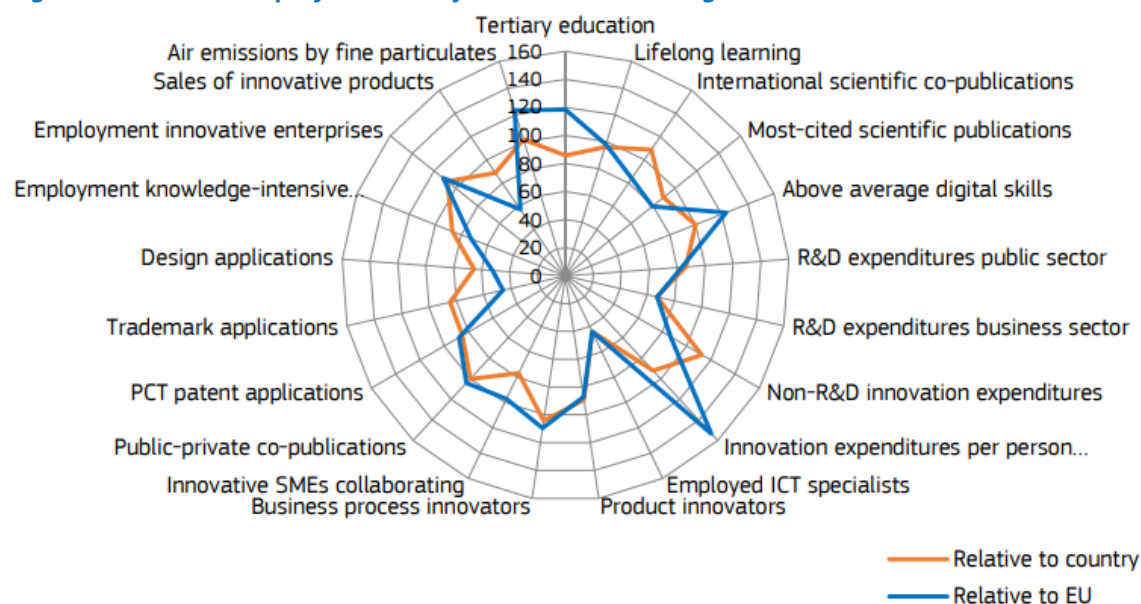 Tertiary education
Air emissions by fine particulates
160
Lifelong learning
Sales of innovative products
140
International scientific co-publications
120
Employment innovative enterprises
100
Most-cited scientific publications
80
Employment knowledge-intensive...
60
Above average digital skills
40
20
Design applications
0
R&D expenditures public sector
Trademark applications
R&D expenditures business sector
PCT patent applications
Non-R&D innovation expenditures
Public-private co-publications
Innovation expenditures per person...
Innovative SMEs collaborating
Employed ICT specialists
Business process innovators
Product innovators
Relative to country
Relative to EU